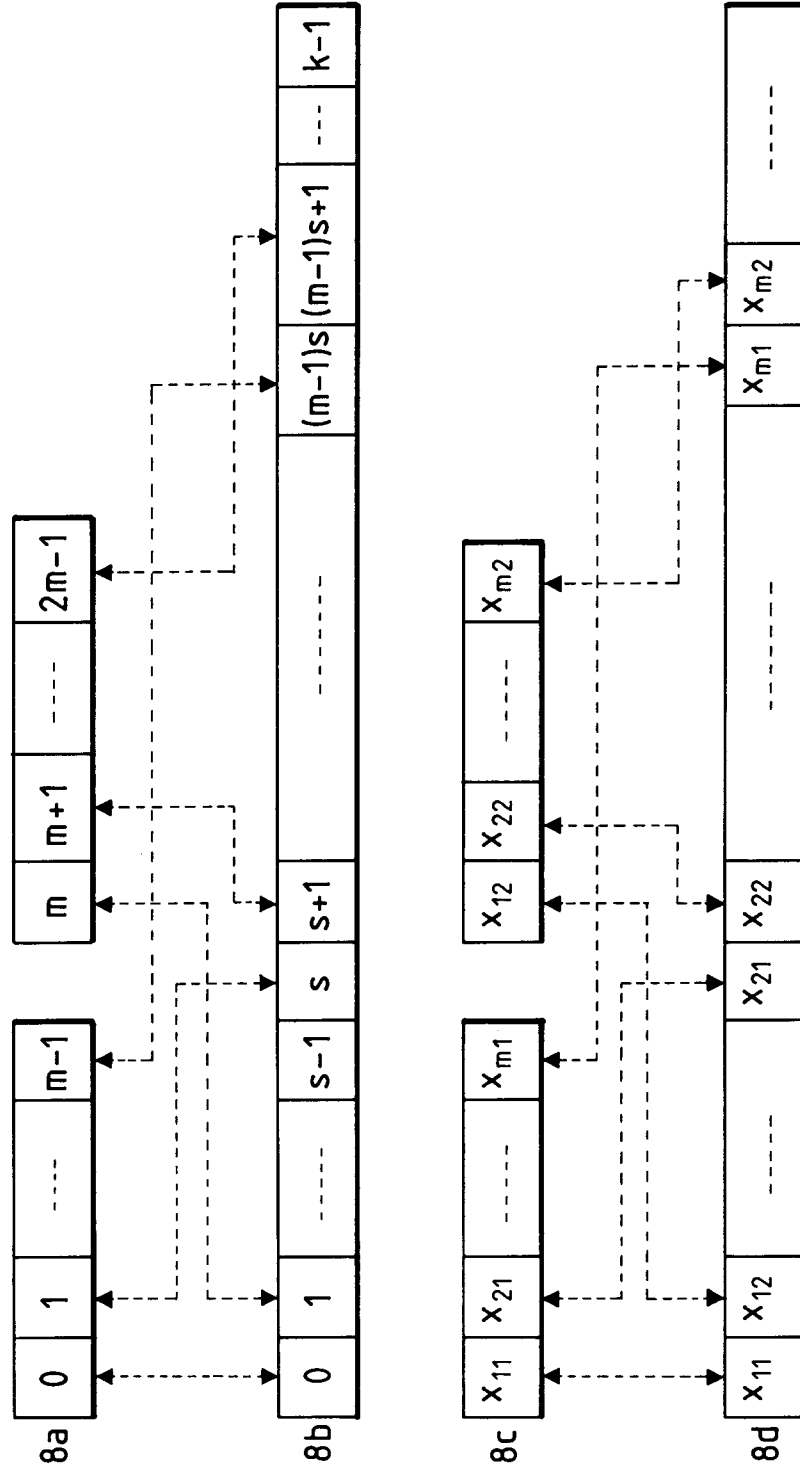 8a 0 1 ---- m-1 m m+1 ---- 2m-1
8b 0 1 ---- s-1 s s+1 ------ (m-1)s (m-1)s+1 --- k-1
8c x11 x21 ----- xm1 x12 x22 ----- xm2
8d x11 x12 ---- x21 x22 ------- xm1 xm2 ----